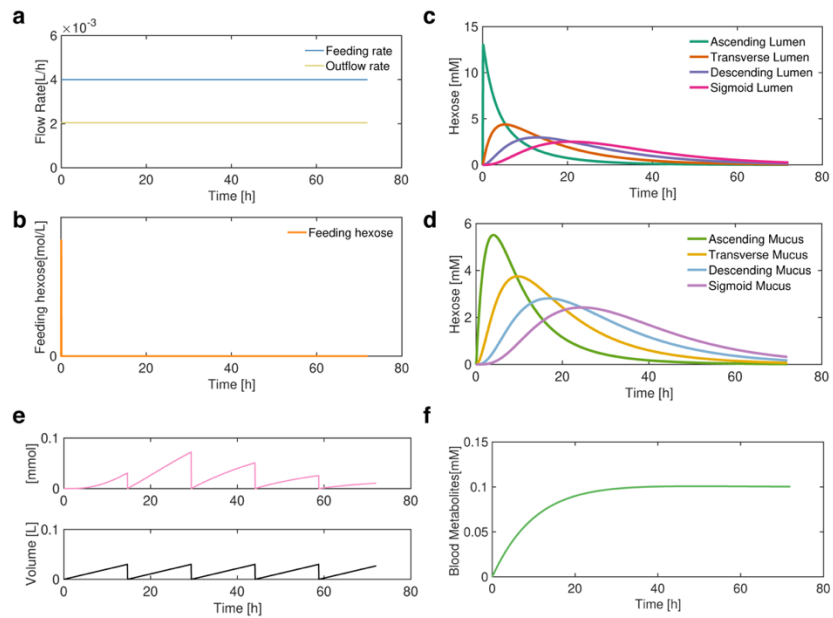 a
×10⁻³
6
4
2
0
Flow Rate[L/h]
Feeding rate
Outflow rate
0 20 40 60 80
Time [h]
b
Feeding hexose[mol/L]
0
Feeding hexose
0 20 40 60 80
Time [h]
c
15
10
5
0
Hexose [mM]
Ascending Lumen
Transverse Lumen
Descending Lumen
Sigmoid Lumen
0 20 40 60 80
Time [h]
d
6
4
2
0
Hexose [mM]
Ascending Mucus
Transverse Mucus
Descending Mucus
Sigmoid Mucus
0 20 40 60 80
Time [h]
e
0.1
0
[mmol]
0 20 40 60 80
0.1
0
Volume [L]
0 20 40 60 80
Time [h]
f
0.15
0.1
0.05
0
Blood Metabolites[mM]
0 20 40 60 80
Time [h]